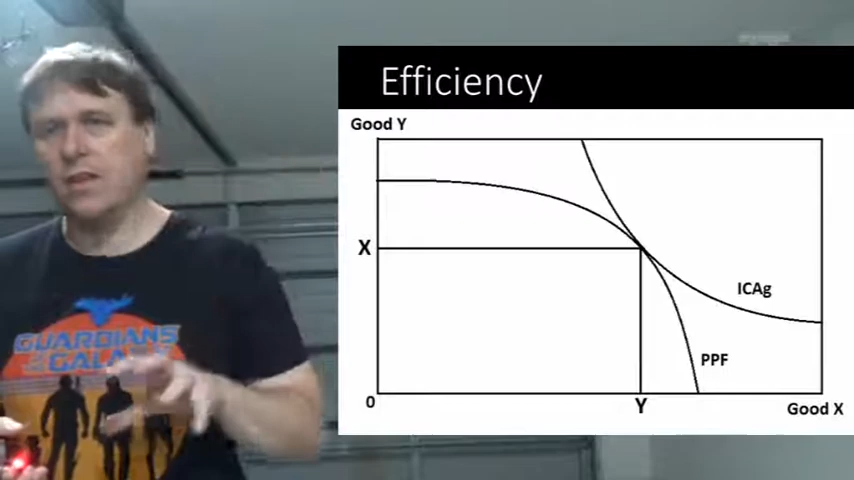 Efficiency
Good Y
X
ICAg
PPF
0
Y
Good X
GUARDIANS
GALAXY